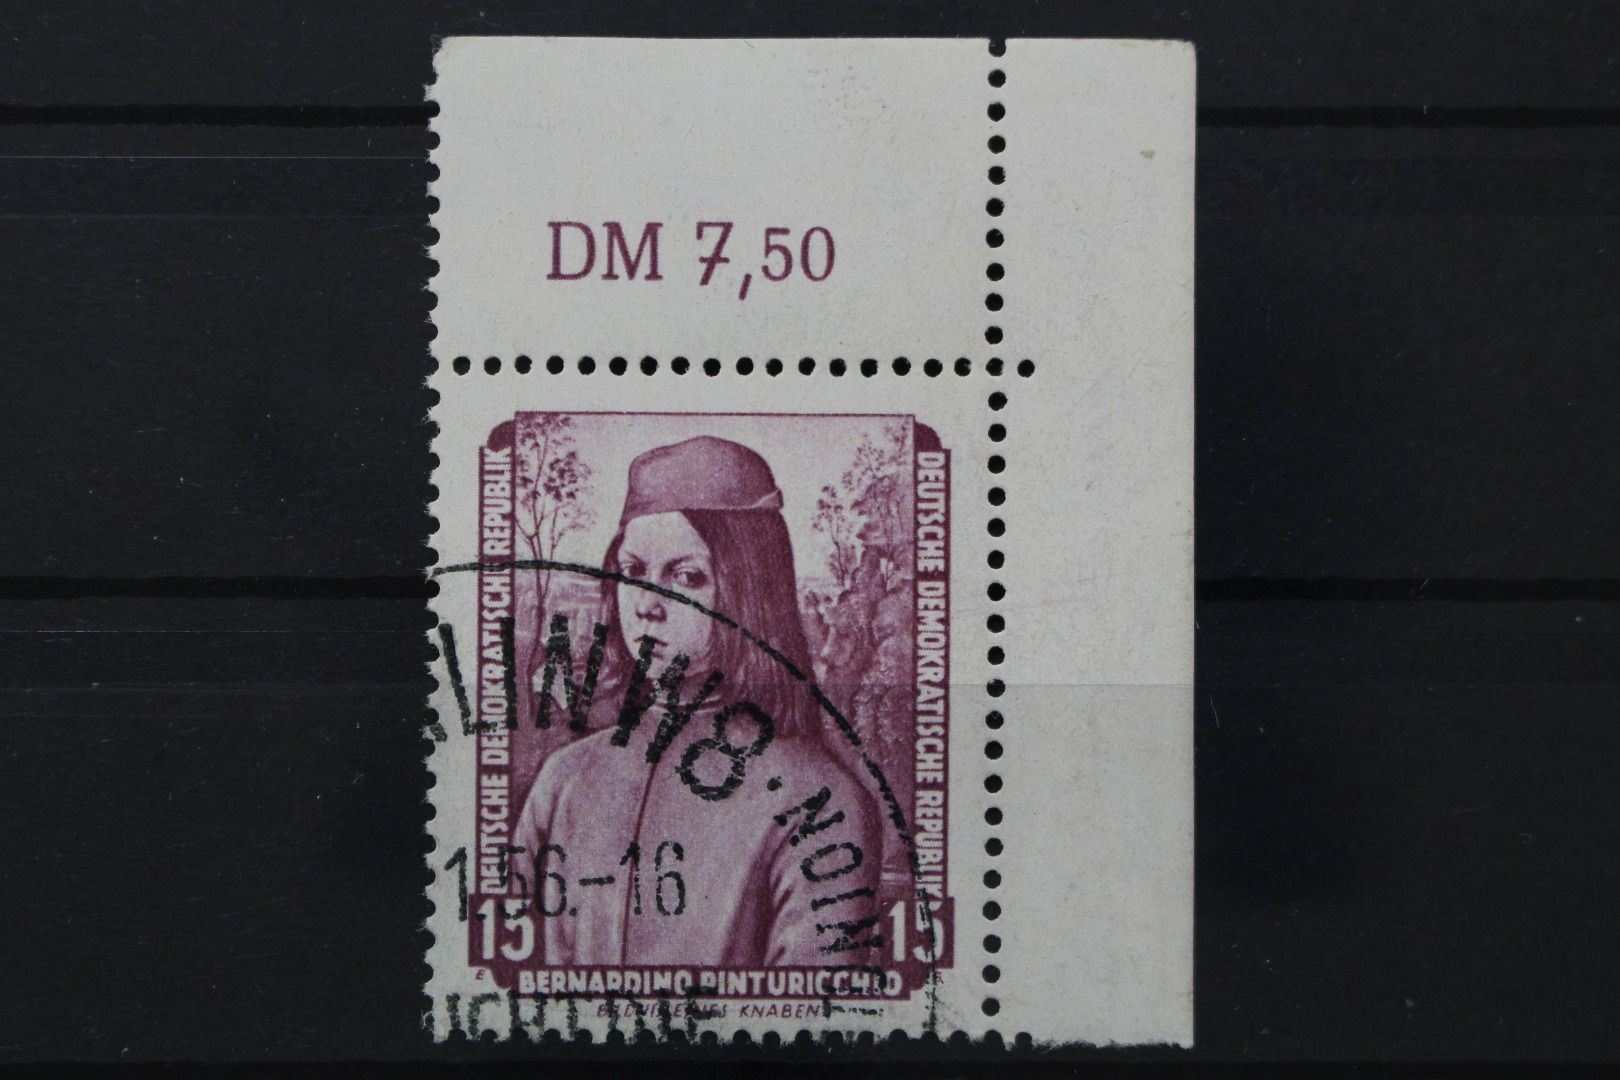 DM 7,50
DEUTSCHE DEMOKRATISCHE REPUBLIK
DEUTSCHE DEMOKRATISCHE REPUBLIK
LINW8
1.56.-16
15
15
BERNARDINO PINTURICCHIO
BILDNIS EINES KNABEN